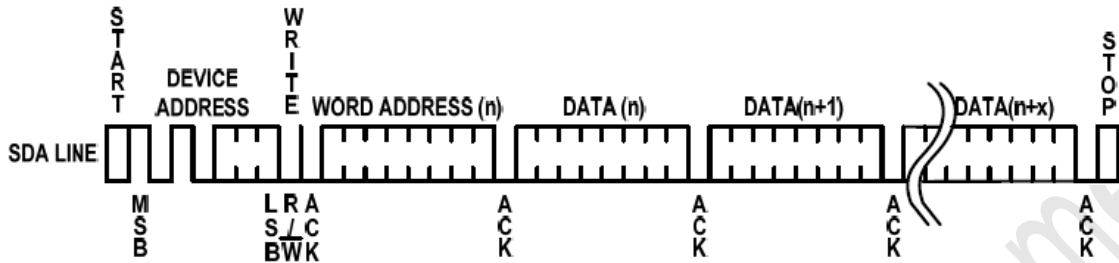 START
WRITE
STOP
DEVICE
ADDRESS
WORD ADDRESS (n)
DATA (n)
DATA(n+1)
DATA(n+x)
SDA LINE
MSB
LSB
R/W
ACK
ACK
ACK
ACK
ACK